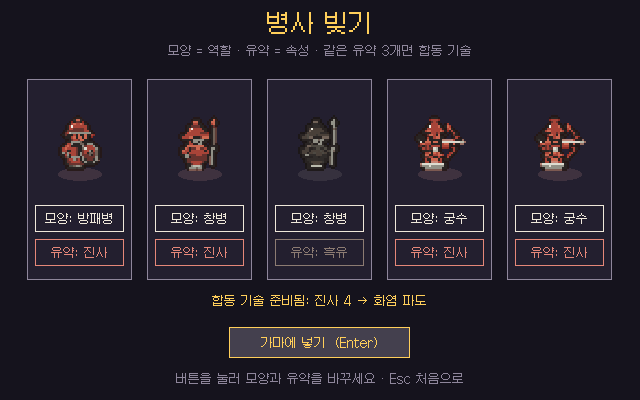 병사 빚기
모양 = 역할 · 유약 = 속성 · 같은 유약 3개면 합동 기술
모양: 방패병
모양: 창병
모양: 창병
모양: 궁수
모양: 궁수
유약: 진사
유약: 진사
유약: 흑유
유약: 진사
유약: 진사
합동 기술 준비됨: 진사 4 → 화염 파도
가마에 넣기 (Enter)
버튼을 눌러 모양과 유약을 바꾸세요 · Esc 처음으로